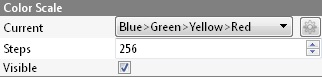 Color Scale
Current Blue>Green>Yellow>Red
Steps 256
Visible